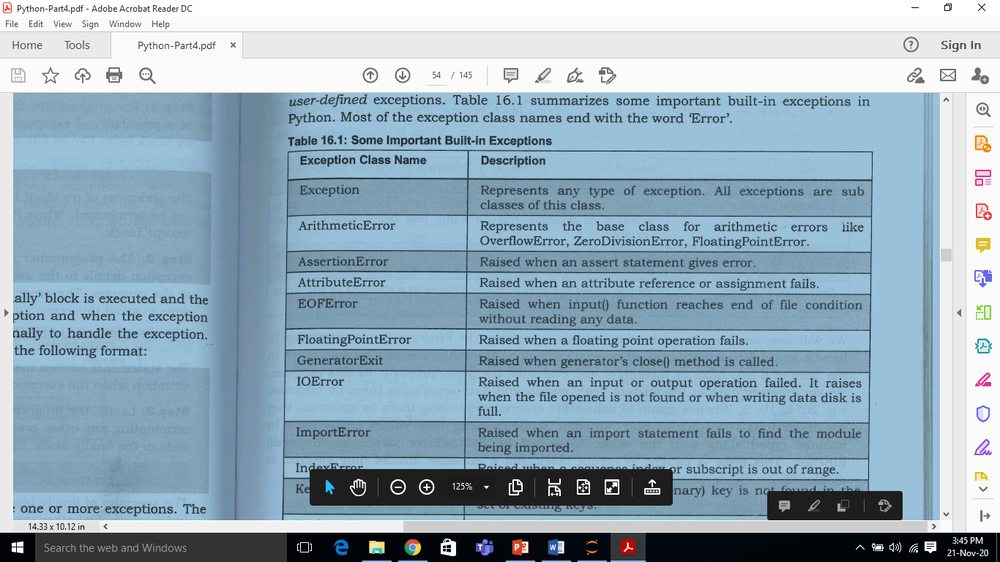 Python-Part4.pdf - Adobe Acrobat Reader DC
File Edit View Sign Window Help
Home Tools Python-Part4.pdf × Sign In
54 / 145
user-defined exceptions. Table 16.1 summarizes some important built-in exceptions in
Python. Most of the exception class names end with the word 'Error'.
Table 16.1: Some Important Built-in Exceptions
Exception Class Name Description
Exception Represents any type of exception. All exceptions are sub
classes of this class.
ArithmeticError Represents the base class for arithmetic errors like
OverflowError, ZeroDivisionError, FloatingPointError.
AssertionError Raised when an assert statement gives error.
AttributeError Raised when an attribute reference or assignment fails.
EOFError Raised when input() function reaches end of file condition
without reading any data.
FloatingPointError Raised when a floating point operation fails.
GeneratorExit Raised when generator's close() method is called.
IOError Raised when an input or output operation failed. It raises
when the file opened is not found or when writing data disk is
full.
ImportError Raised when an import statement fails to find the module
being imported.
IndexError Raised when a sequence index or subscript is out of range.
Ke nary) key is not found in the
set of existing keys.
ally' block is executed and the
ption and when the exception
nally to handle the exception.
the following format:
one or more exceptions. The
125%
14.33 x 10.12 in
Search the web and Windows
3:45 PM
21-Nov-20